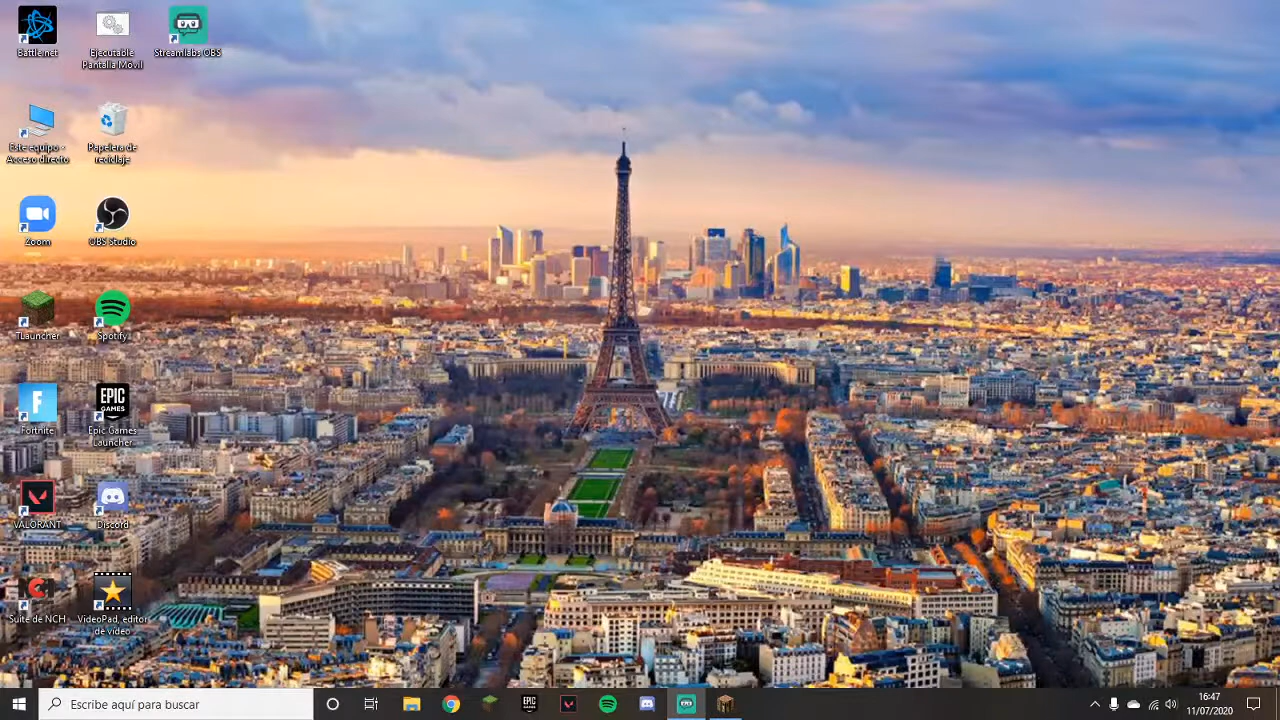 Battle.net
Ejecutable
Pantalla Movil
Streamlabs OBS
Este equipo -
Acceso directo
Papelera de
reciclaje
Zoom
OBS Studio
TLauncher
Spotify
Fortnite
EPIC
GAMES
Epic Games
Launcher
VALORANT
Discord
Suite de NCH
VideoPad, editor
de vídeo
Escribe aquí para buscar
EPIC
16:47
11/07/2020